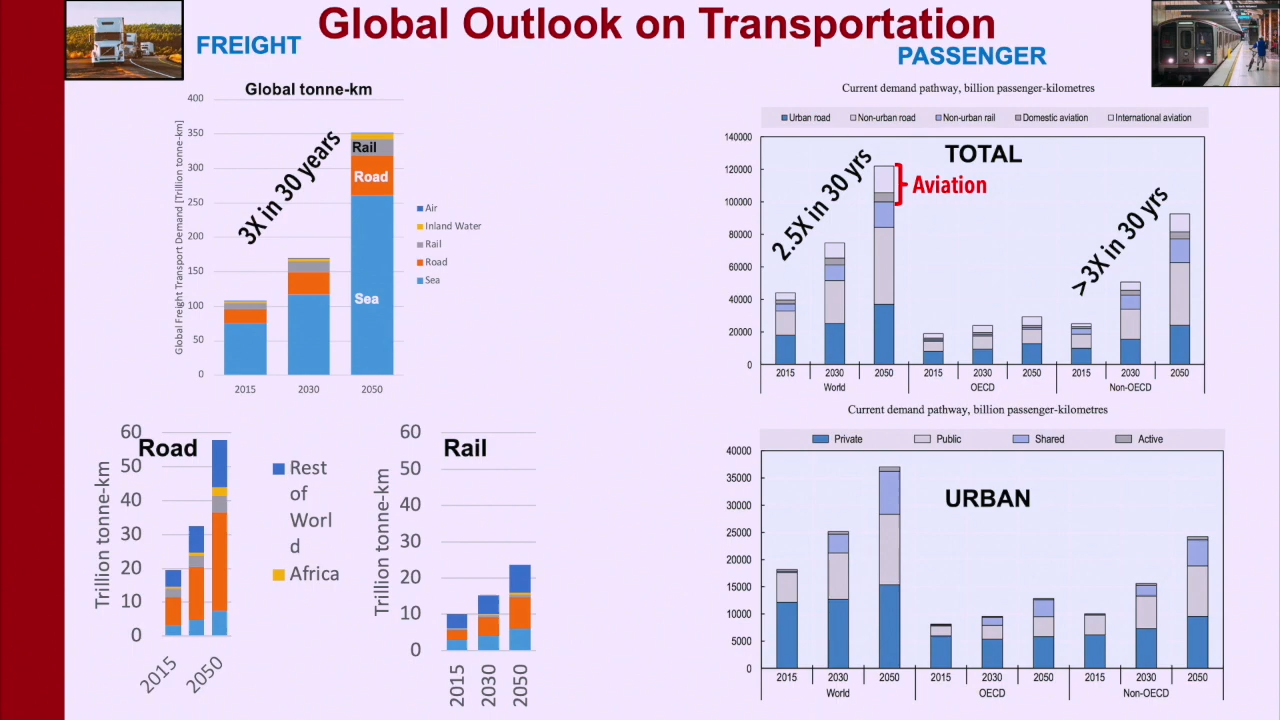 Global Outlook on Transportation
FREIGHT
PASSENGER
Global tonne-km
Global Freight Transport Demand [Trillion tonne-km]
400
350
300
250
200
150
100
50
0
3X in 30 years
Rail
Road
Sea
2015 2030 2050
Air
Inland Water
Rail
Road
Sea
Current demand pathway, billion passenger-kilometres
Urban road Non-urban road Non-urban rail Domestic aviation International aviation
140000
120000
100000
80000
60000
40000
20000
0
TOTAL
2.5X in 30 yrs
Aviation
>3X in 30 yrs
2015 2030 2050 2015 2030 2050 2015 2030 2050
World OECD Non-OECD
Road
Trillion tonne-km
60
50
40
30
20
10
0
2015 2050
Rest
of
Worl
d
Africa
Rail
Trillion tonne-km
60
50
40
30
20
10
0
2015 2030 2050
Current demand pathway, billion passenger-kilometres
Private Public Shared Active
40000
35000
30000
25000
20000
15000
10000
5000
0
URBAN
2015 2030 2050 2015 2030 2050 2015 2030 2050
World OECD Non-OECD